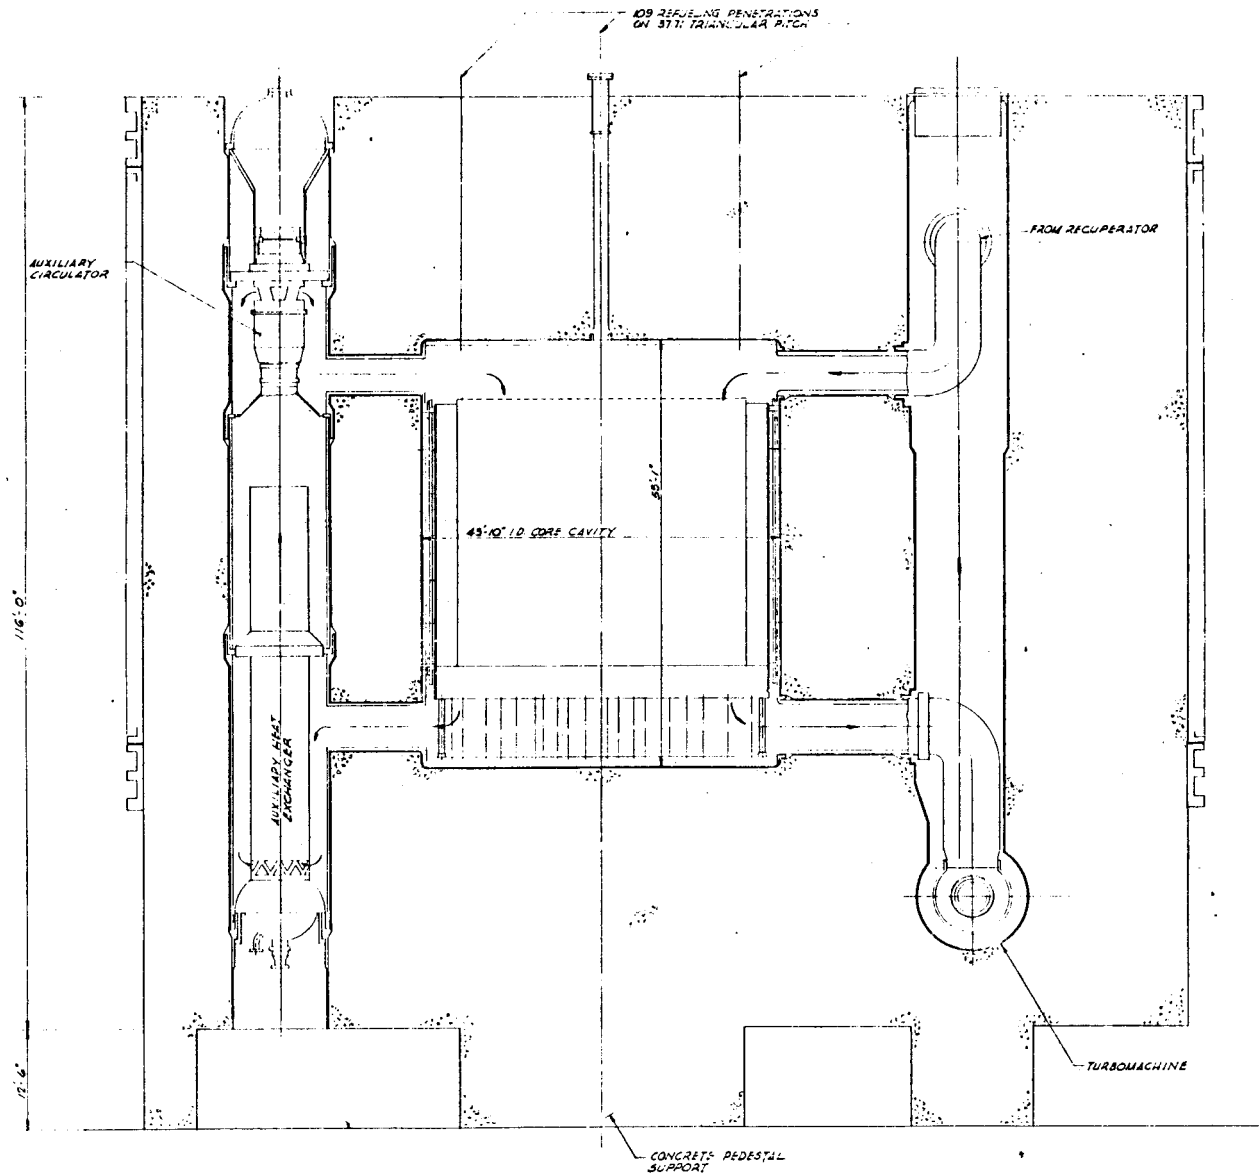 109 REFUELING PENETRATIONS
ON 37.71 TRIANGULAR PITCH
FROM RECUPERATOR
AUXILIARY
CIRCULATOR
43'-10" I.D CORE CAVITY
116'-0"
AUXILIARY HEAT
EXCHANGER
12'-6"
TURBOMACHINE
CONCRETE PEDESTAL
SUPPORT